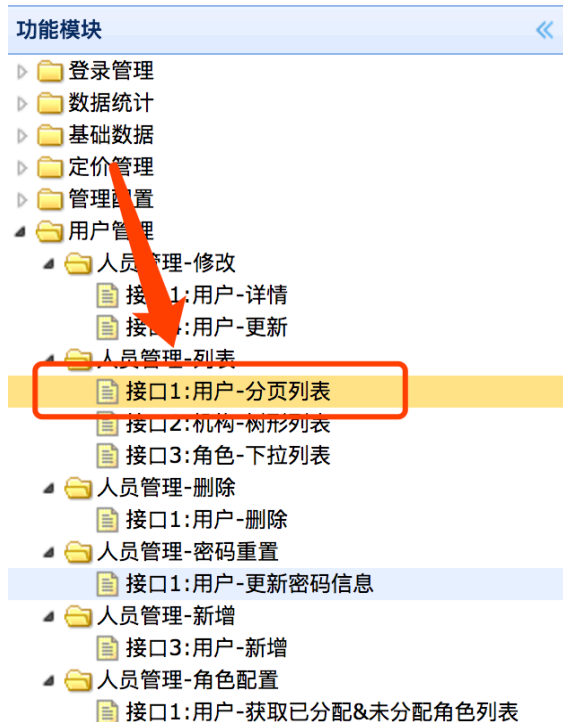 功能模块
登录管理
数据统计
基础数据
定价管理
管理配置
用户管理
人员管理-修改
接口1:用户-详情
接口4:用户-更新
人员管理-列表
接口1:用户-分页列表
接口2:机构-树形列表
接口3:角色-下拉列表
人员管理-删除
接口1:用户-删除
人员管理-密码重置
接口1:用户-更新密码信息
人员管理-新增
接口3:用户-新增
人员管理-角色配置
接口1:用户-获取已分配&未分配角色列表